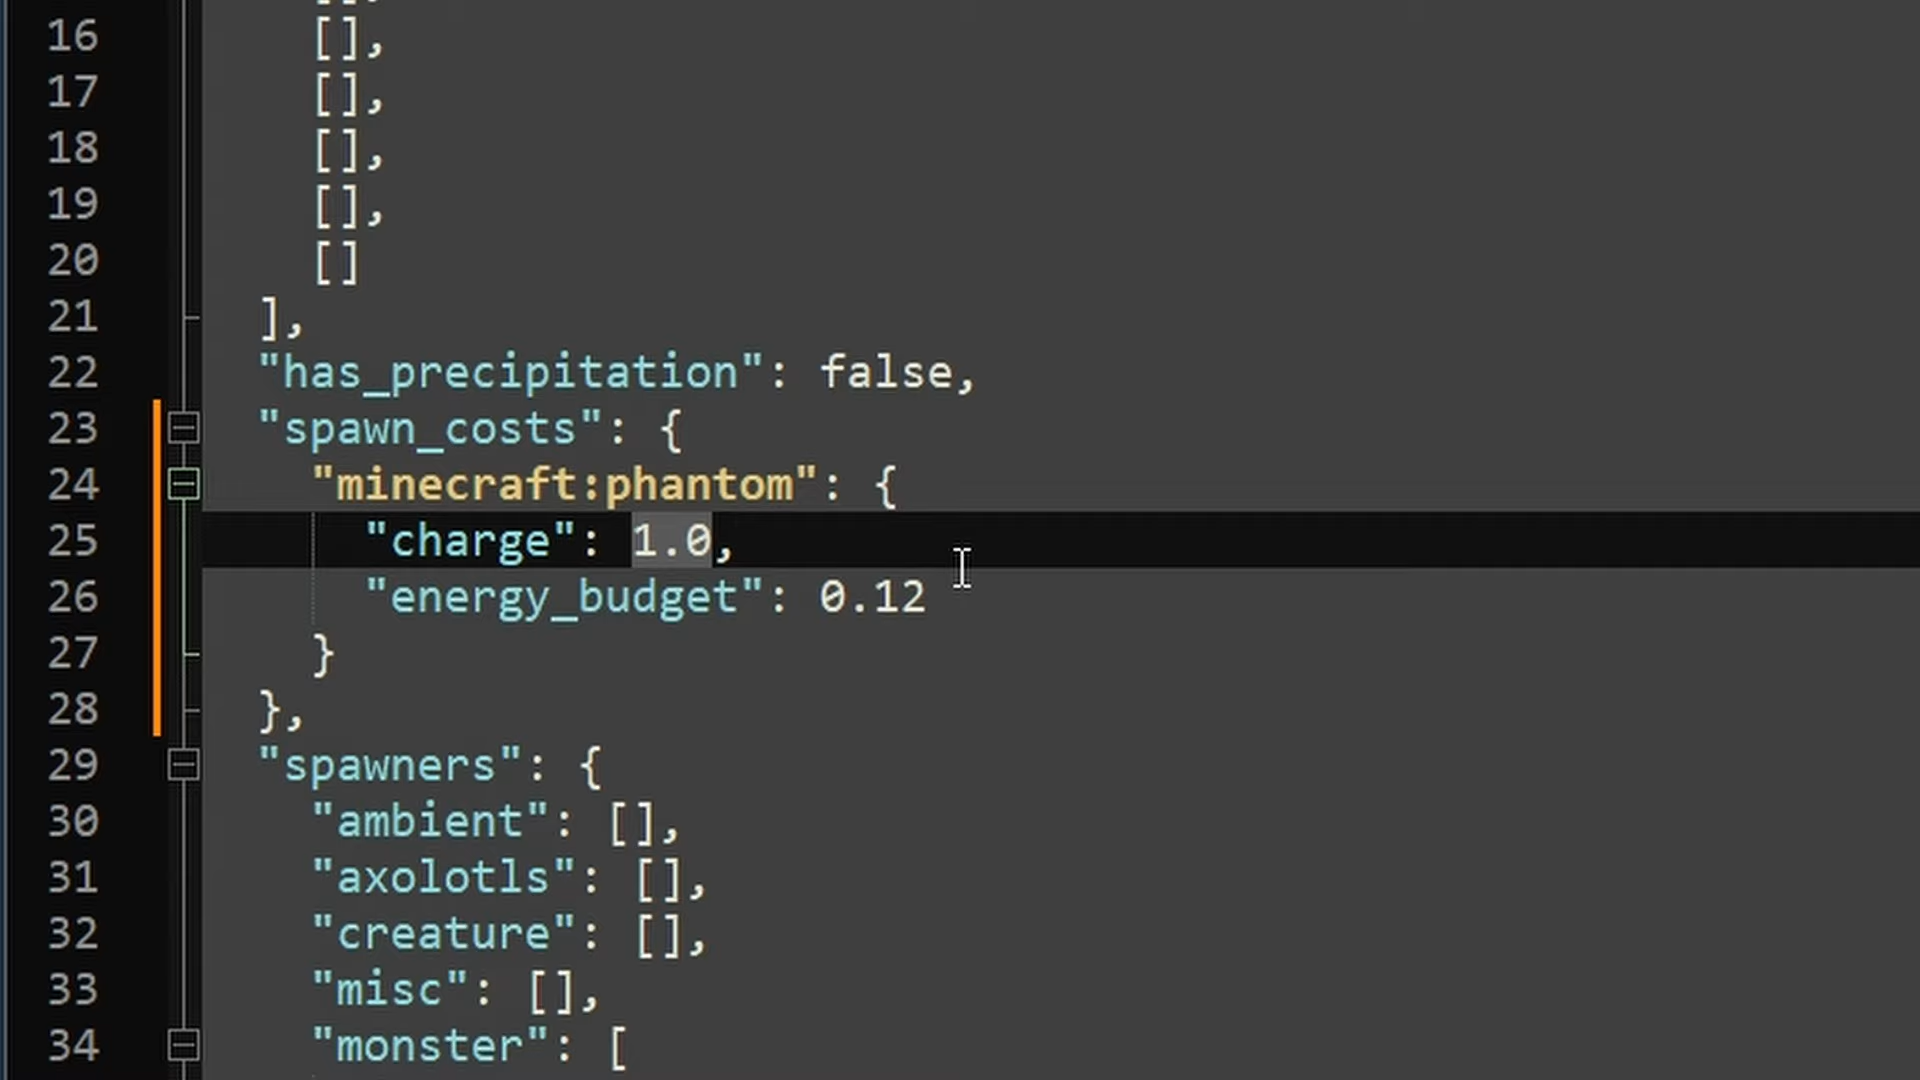 16 [],
17 [],
18 [],
19 [],
20 []
21 ],
22 "has_precipitation": false,
23 "spawn_costs": {
24 "minecraft:phantom": {
25 "charge": 1.0,
26 "energy_budget": 0.12
27 }
28 },
29 "spawners": {
30 "ambient": [],
31 "axolotls": [],
32 "creature": [],
33 "misc": [],
34 "monster": [